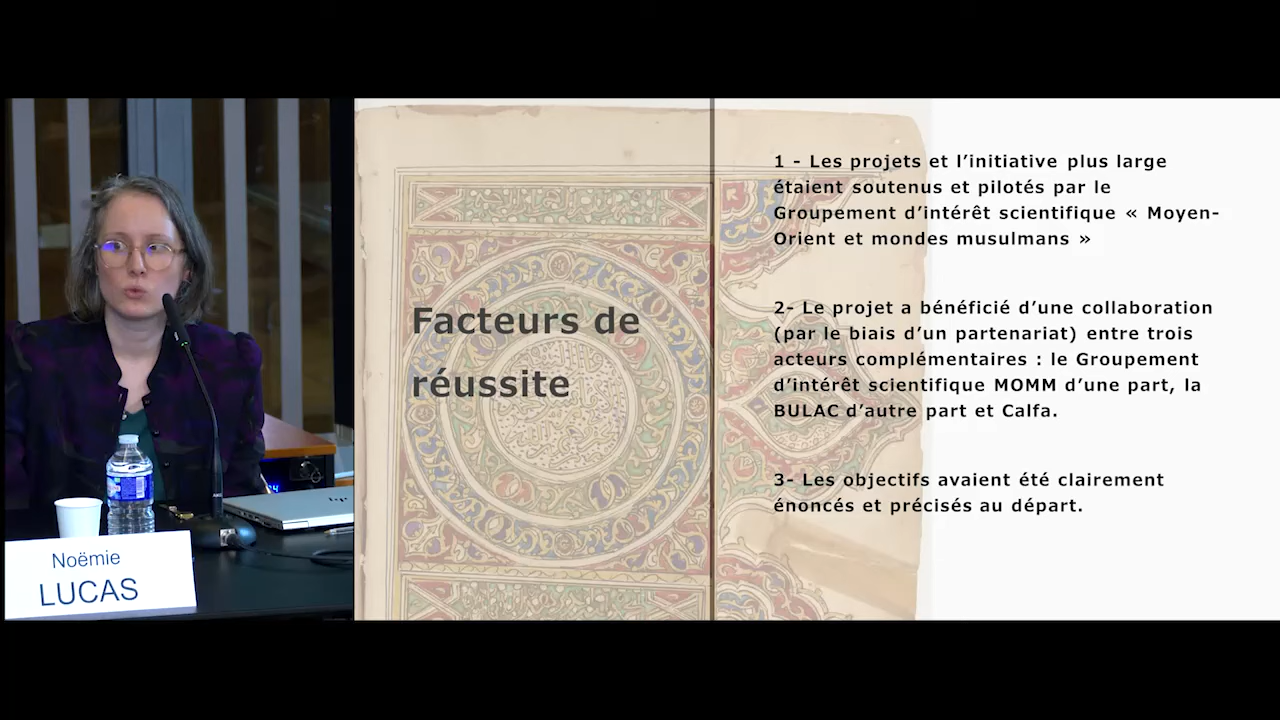 Noëmie
LUCAS
Facteurs de
réussite
1 - Les projets et l’initiative plus large
étaient soutenus et pilotés par le
Groupement d’intérêt scientifique « Moyen-
Orient et mondes musulmans »
2- Le projet a bénéficié d’une collaboration
(par le biais d’un partenariat) entre trois
acteurs complémentaires : le Groupement
d’intérêt scientifique MOMM d’une part, la
BULAC d’autre part et Calfa.
3- Les objectifs avaient été clairement
énoncés et précisés au départ.